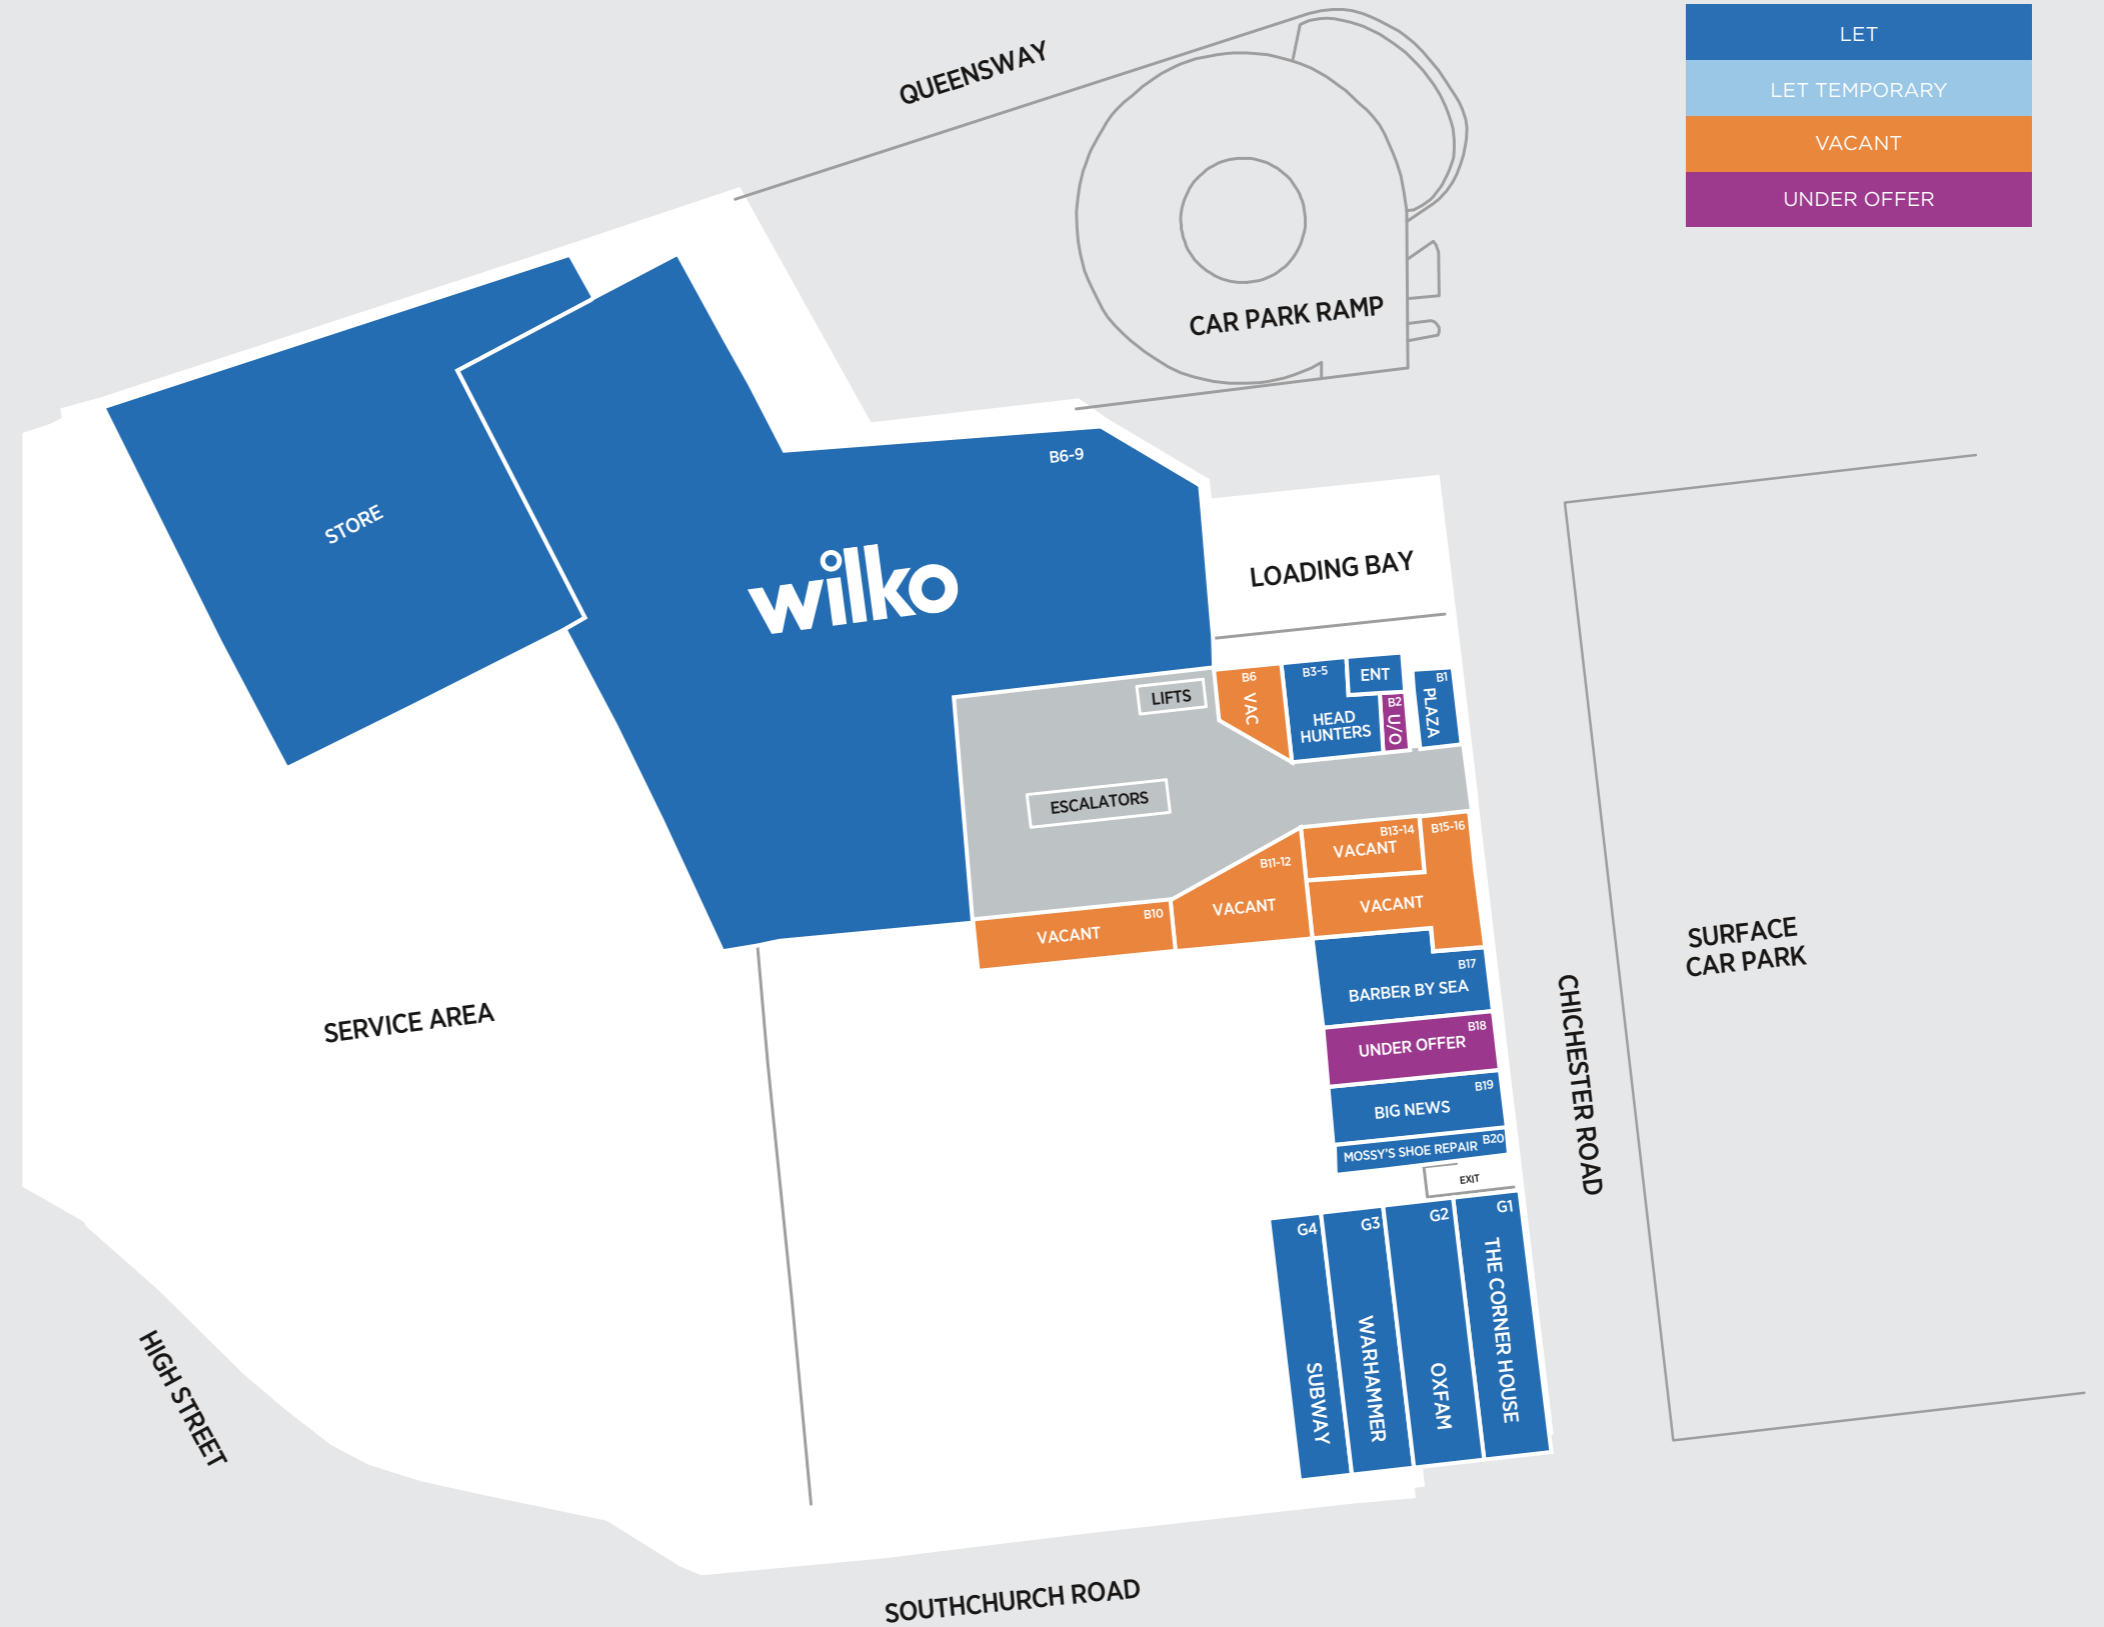 QUEENSWAY
LET
LET TEMPORARY
VACANT
UNDER OFFER
CAR PARK RAMP
B6-9
STORE
wilko
LOADING BAY
LIFTS
B6
VAC
B3-5
HEAD
HUNTERS
ENT
B2
U/O
B1
PLAZA
ESCALATORS
B10
VACANT
B11-12
VACANT
B13-14
VACANT
B15-16
VACANT
B17
BARBER BY SEA
B18
UNDER OFFER
B19
BIG NEWS
B20
MOSSY'S SHOE REPAIR
EXIT
SURFACE
CAR PARK
CHICHESTER ROAD
SERVICE AREA
G4
SUBWAY
G3
WARHAMMER
G2
OXFAM
G1
THE CORNER HOUSE
HIGH STREET
SOUTHCHURCH ROAD